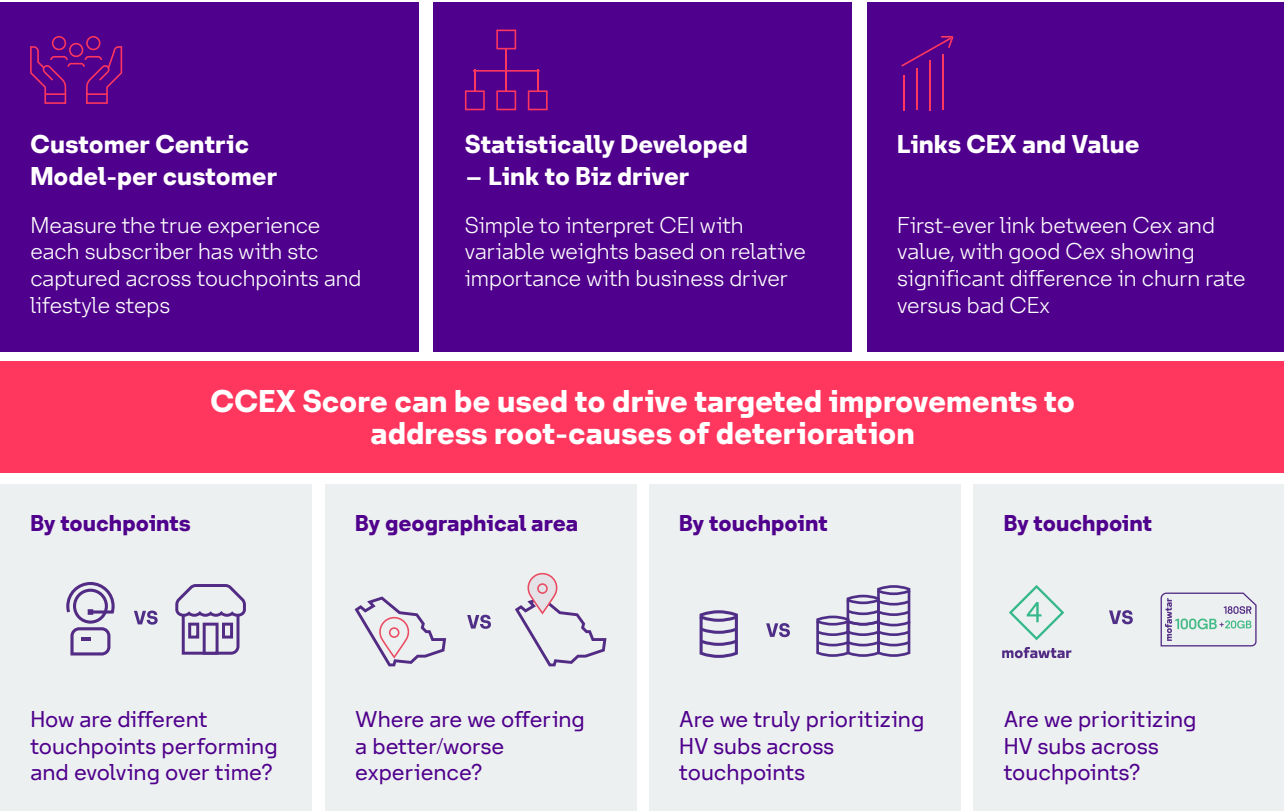 Customer Centric
Model-per customer
Measure the true experience
each subscriber has with stc
captured across touchpoints and
lifestyle steps
Statistically Developed
– Link to Biz driver
Simple to interpret CEI with
variable weights based on relative
importance with business driver
Links CEX and Value
First-ever link between Cex and
value, with good Cex showing
significant difference in churn rate
versus bad CEx
CCEX Score can be used to drive targeted improvements to
address root-causes of deterioration
By touchpoints
VS
How are different
touchpoints performing
and evolving over time?
By geographical area
VS
Where are we offering
a better/worse
experience?
By touchpoint
VS
Are we truly prioritizing
HV subs across
touchpoints
By touchpoint
4
mofawtar
VS
mofawtar
180SR
100GB +20GB
Are we prioritizing
HV subs across
touchpoints?